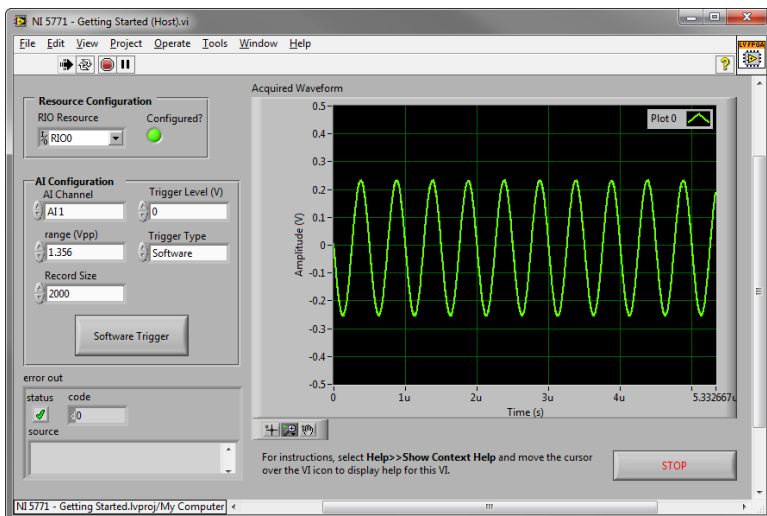 NI 5771 - Getting Started (Host).vi
File Edit View Project Operate Tools Window Help
LV FPGA
Resource Configuration
RIO Resource Configured?
RIO0
AI Configuration
AI Channel Trigger Level (V)
AI 1 0
range (Vpp) Trigger Type
1.356 Software
Record Size
2000
Software Trigger
error out
status code
d0
source
Acquired Waveform
Plot 0
Amplitude (V)
0.5
0.4
0.3
0.2
0.1
0
-0.1
-0.2
-0.3
-0.4
-0.5
0 1u 2u 3u 4u 5.332667u
Time (s)
For instructions, select Help>>Show Context Help and move the cursor
over the VI icon to display help for this VI.
STOP
NI 5771 - Getting Started.lvproj/My Computer